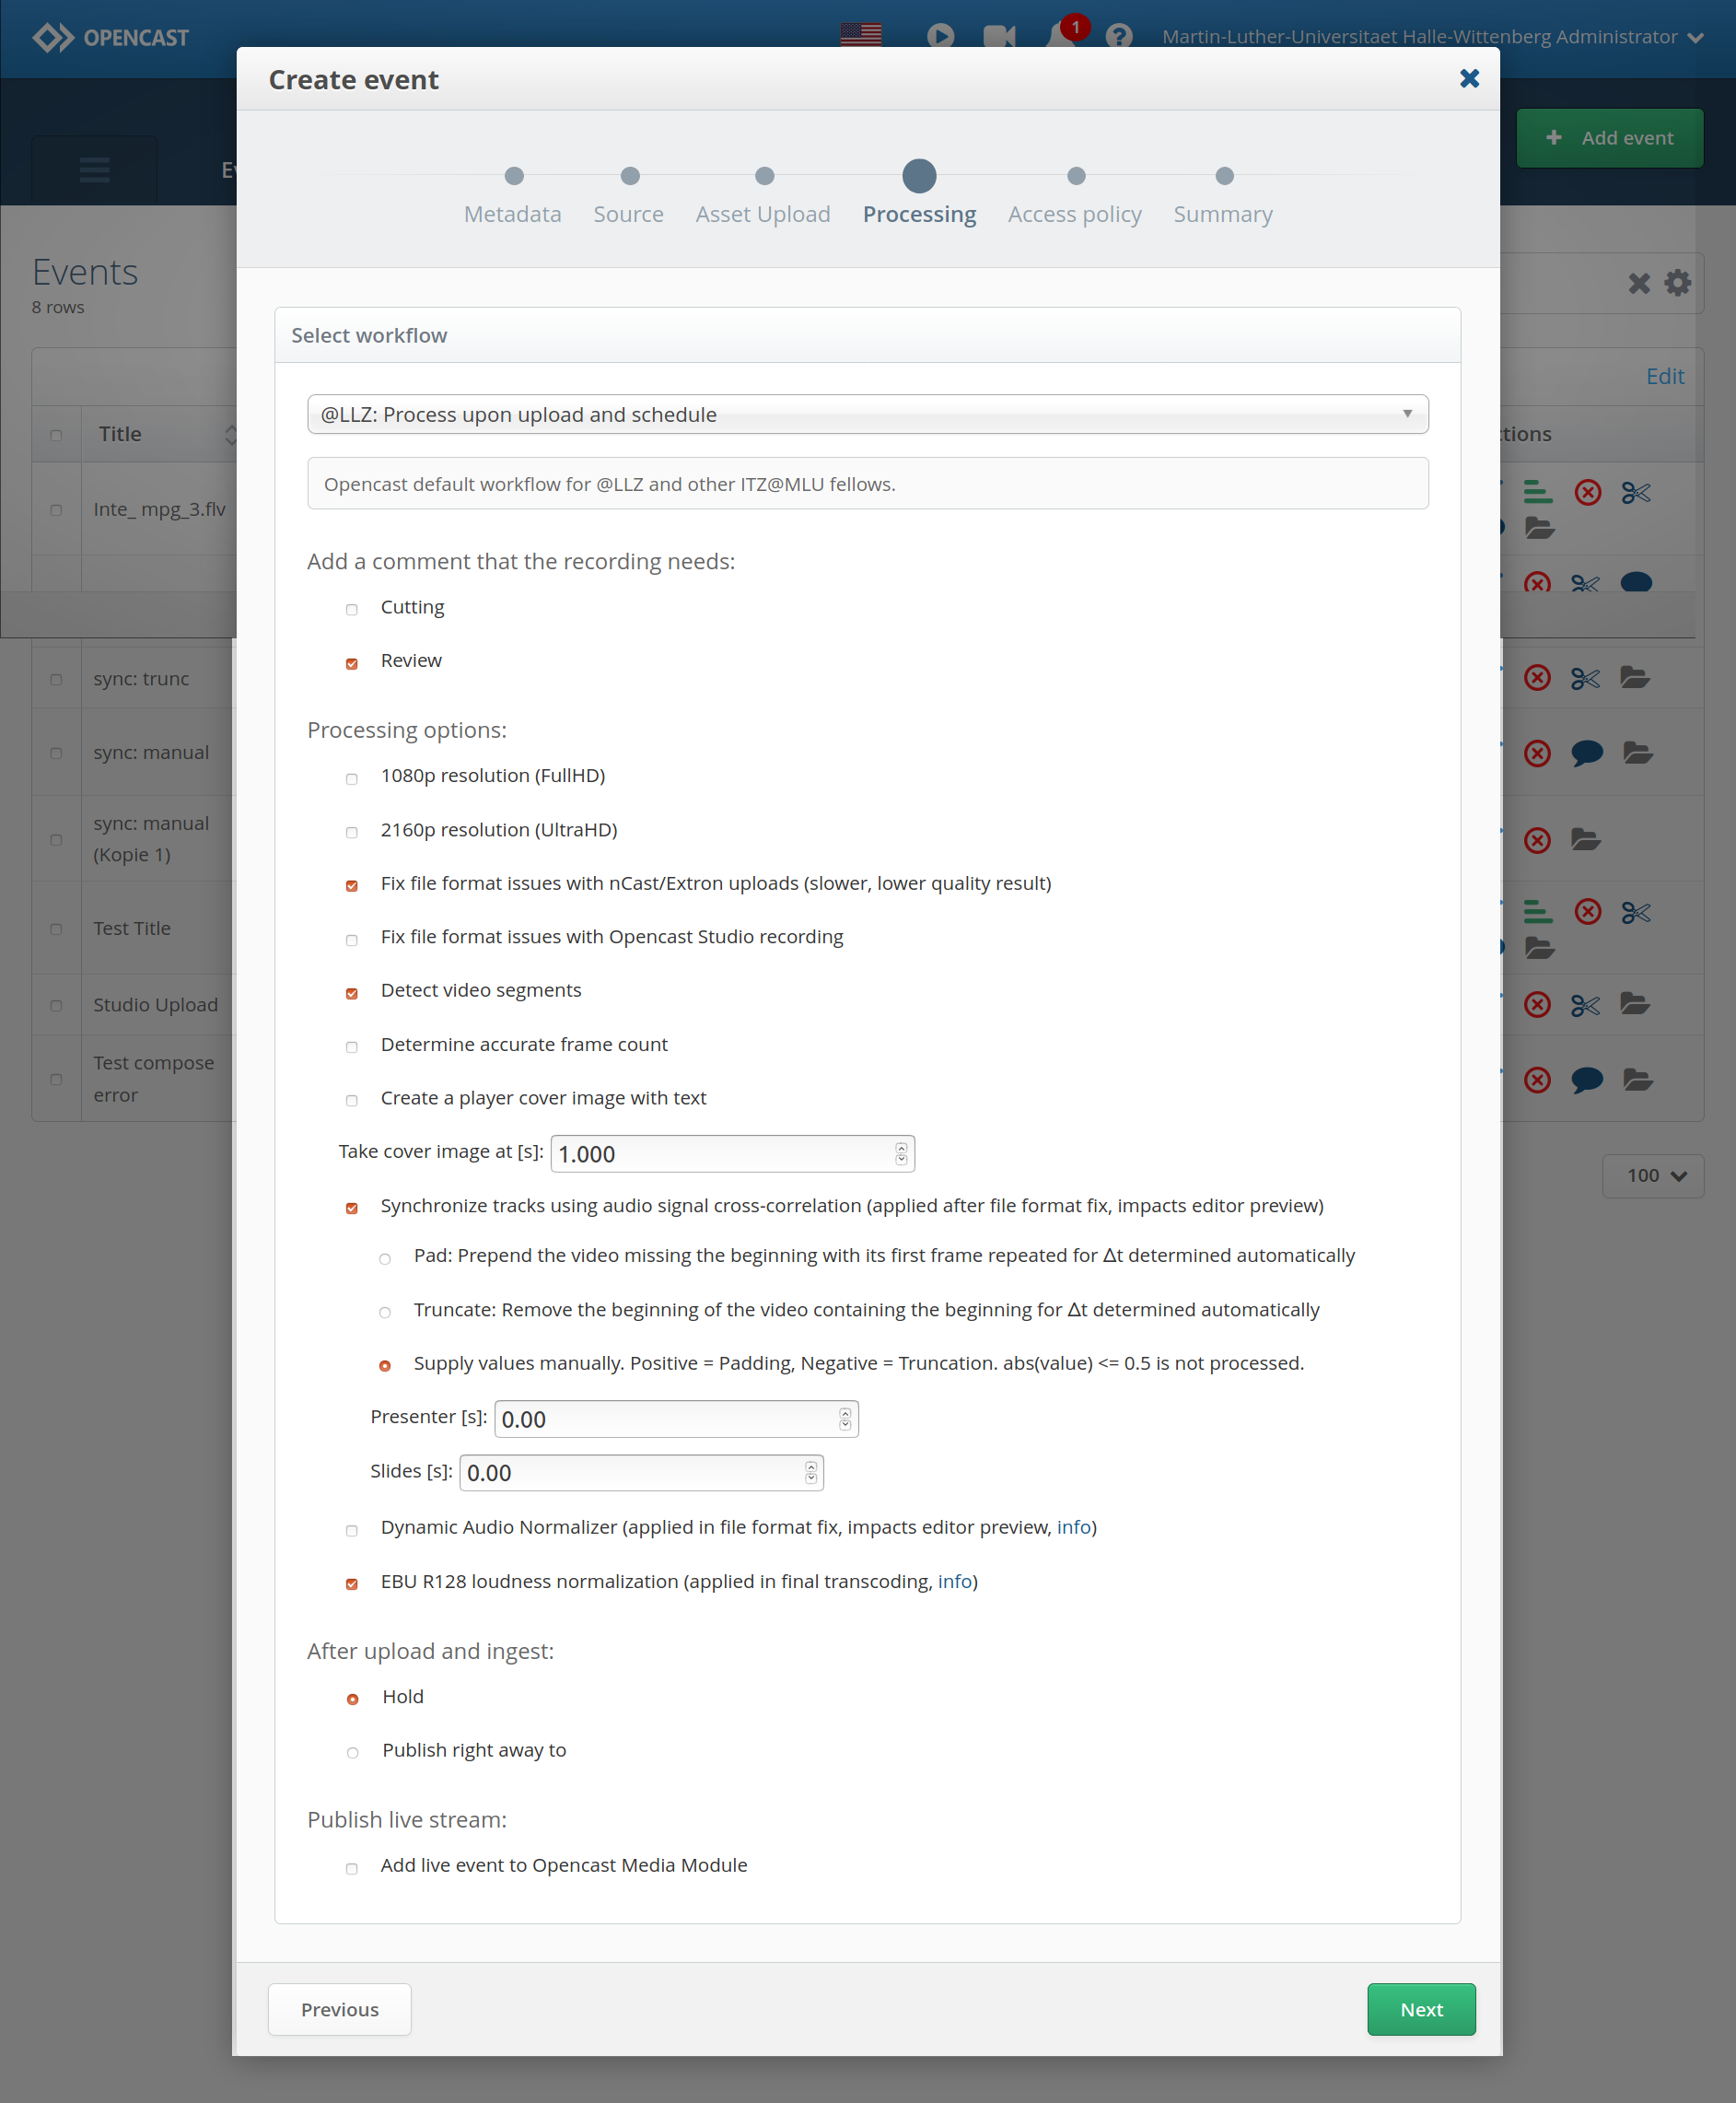 OPENCAST
1
Martin-Luther-Universitaet Halle-Wittenberg Administrator
Create event
Add event
Metadata
Source
Asset Upload
Processing
Access policy
Summary
Events
8 rows
Select workflow
Edit
@LLZ: Process upon upload and schedule
Title
Opencast default workflow for @LLZ and other ITZ@MLU fellows.
Inte_ mpg_3.flv
Add a comment that the recording needs:
Cutting
Review
sync: trunc
Processing options:
sync: manual
1080p resolution (FullHD)
sync: manual
(Kopie 1)
2160p resolution (UltraHD)
Fix file format issues with nCast/Extron uploads (slower, lower quality result)
Test Title
Fix file format issues with Opencast Studio recording
Detect video segments
Studio Upload
Determine accurate frame count
Test compose
error
Create a player cover image with text
Take cover image at [s]: 1.000
100
Synchronize tracks using audio signal cross-correlation (applied after file format fix, impacts editor preview)
Pad: Prepend the video missing the beginning with its first frame repeated for Δt determined automatically
Truncate: Remove the beginning of the video containing the beginning for Δt determined automatically
Supply values manually. Positive = Padding, Negative = Truncation. abs(value) <= 0.5 is not processed.
Presenter [s]: 0.00
Slides [s]: 0.00
Dynamic Audio Normalizer (applied in file format fix, impacts editor preview, info)
EBU R128 loudness normalization (applied in final transcoding, info)
After upload and ingest:
Hold
Publish right away to
Publish live stream:
Add live event to Opencast Media Module
Previous
Next